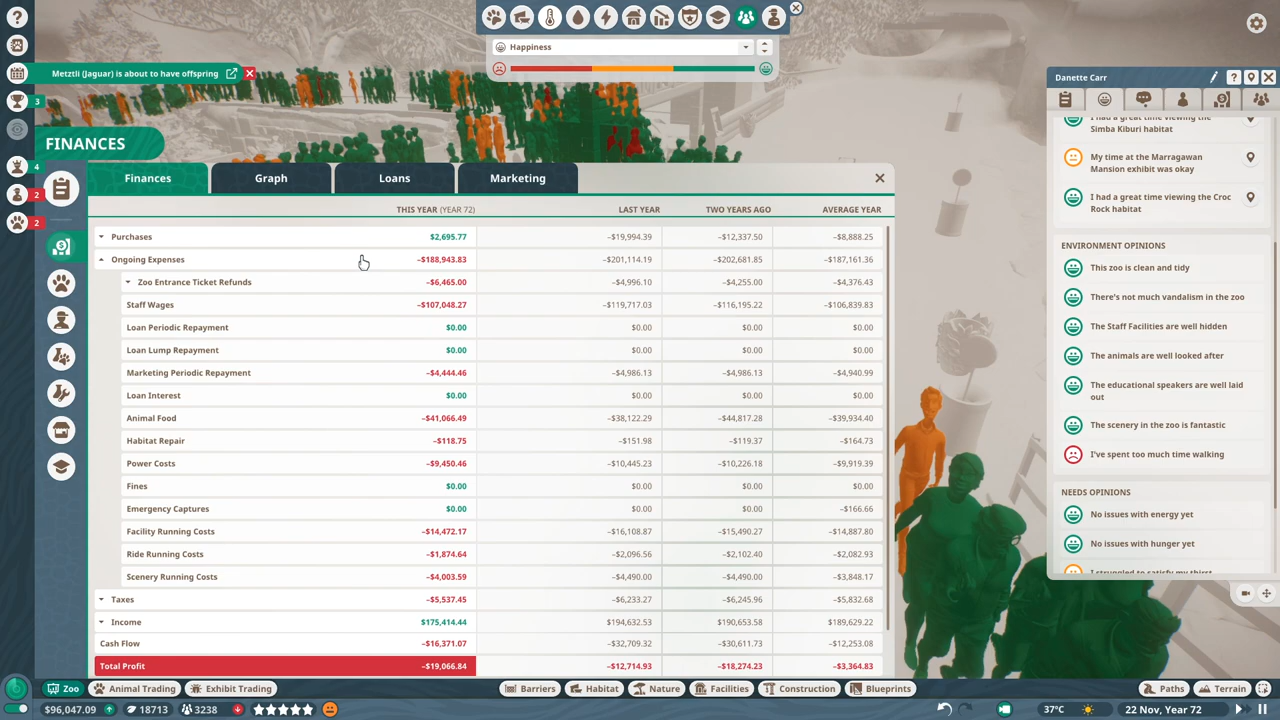 Happiness
Metztli (Jaguar) is about to have offspring
3
4
2
2
FINANCES
Finances Graph Loans Marketing
THIS YEAR (YEAR 72) LAST YEAR TWO YEARS AGO AVERAGE YEAR
Purchases $2,695.77 –$19,994.39 –$12,337.50 –$8,888.25
Ongoing Expenses –$188,943.83 –$201,114.19 –$202,681.85 –$187,161.36
Zoo Entrance Ticket Refunds –$6,465.00 –$4,996.10 –$4,255.00 –$4,376.43
Staff Wages –$107,048.27 –$119,717.03 –$116,195.22 –$106,839.83
Loan Periodic Repayment $0.00 $0.00 $0.00 $0.00
Loan Lump Repayment $0.00 $0.00 $0.00 $0.00
Marketing Periodic Repayment –$4,444.46 –$4,986.13 –$4,986.13 –$4,940.99
Loan Interest $0.00 $0.00 $0.00 $0.00
Animal Food –$41,066.49 –$38,122.29 –$44,817.28 –$39,934.40
Habitat Repair –$118.75 –$151.98 –$119.37 –$164.73
Power Costs –$9,450.46 –$10,445.23 –$10,226.18 –$9,919.39
Fines $0.00 $0.00 $0.00 $0.00
Emergency Captures $0.00 $0.00 $0.00 –$166.66
Facility Running Costs –$14,472.17 –$16,108.87 –$15,490.27 –$14,887.80
Ride Running Costs –$1,874.64 –$2,096.56 –$2,102.40 –$2,082.93
Scenery Running Costs –$4,003.59 –$4,490.00 –$4,490.00 –$3,848.17
Taxes –$5,537.45 –$6,233.27 –$6,245.96 –$5,832.68
Income $175,414.44 $194,632.53 $190,653.58 $189,629.22
Cash Flow –$16,371.07 –$32,709.32 –$30,611.73 –$12,253.08
Total Profit –$19,066.84 –$12,714.93 –$18,274.23 –$3,364.83
Danette Carr
I had a great time viewing the
Simba Kiburi habitat
My time at the Marragawan
Mansion exhibit was okay
I had a great time viewing the Croc
Rock habitat
ENVIRONMENT OPINIONS
This zoo is clean and tidy
There's not much vandalism in the zoo
The Staff Facilities are well hidden
The animals are well looked after
The educational speakers are well laid
out
The scenery in the zoo is fantastic
I've spent too much time walking
NEEDS OPINIONS
No issues with energy yet
No issues with hunger yet
I struggled to satisfy my thirst
Zoo Animal Trading Exhibit Trading Barriers Habitat Nature Facilities Construction Blueprints Paths Terrain
$96,047.09 18713 3238 37°C 22 Nov, Year 72